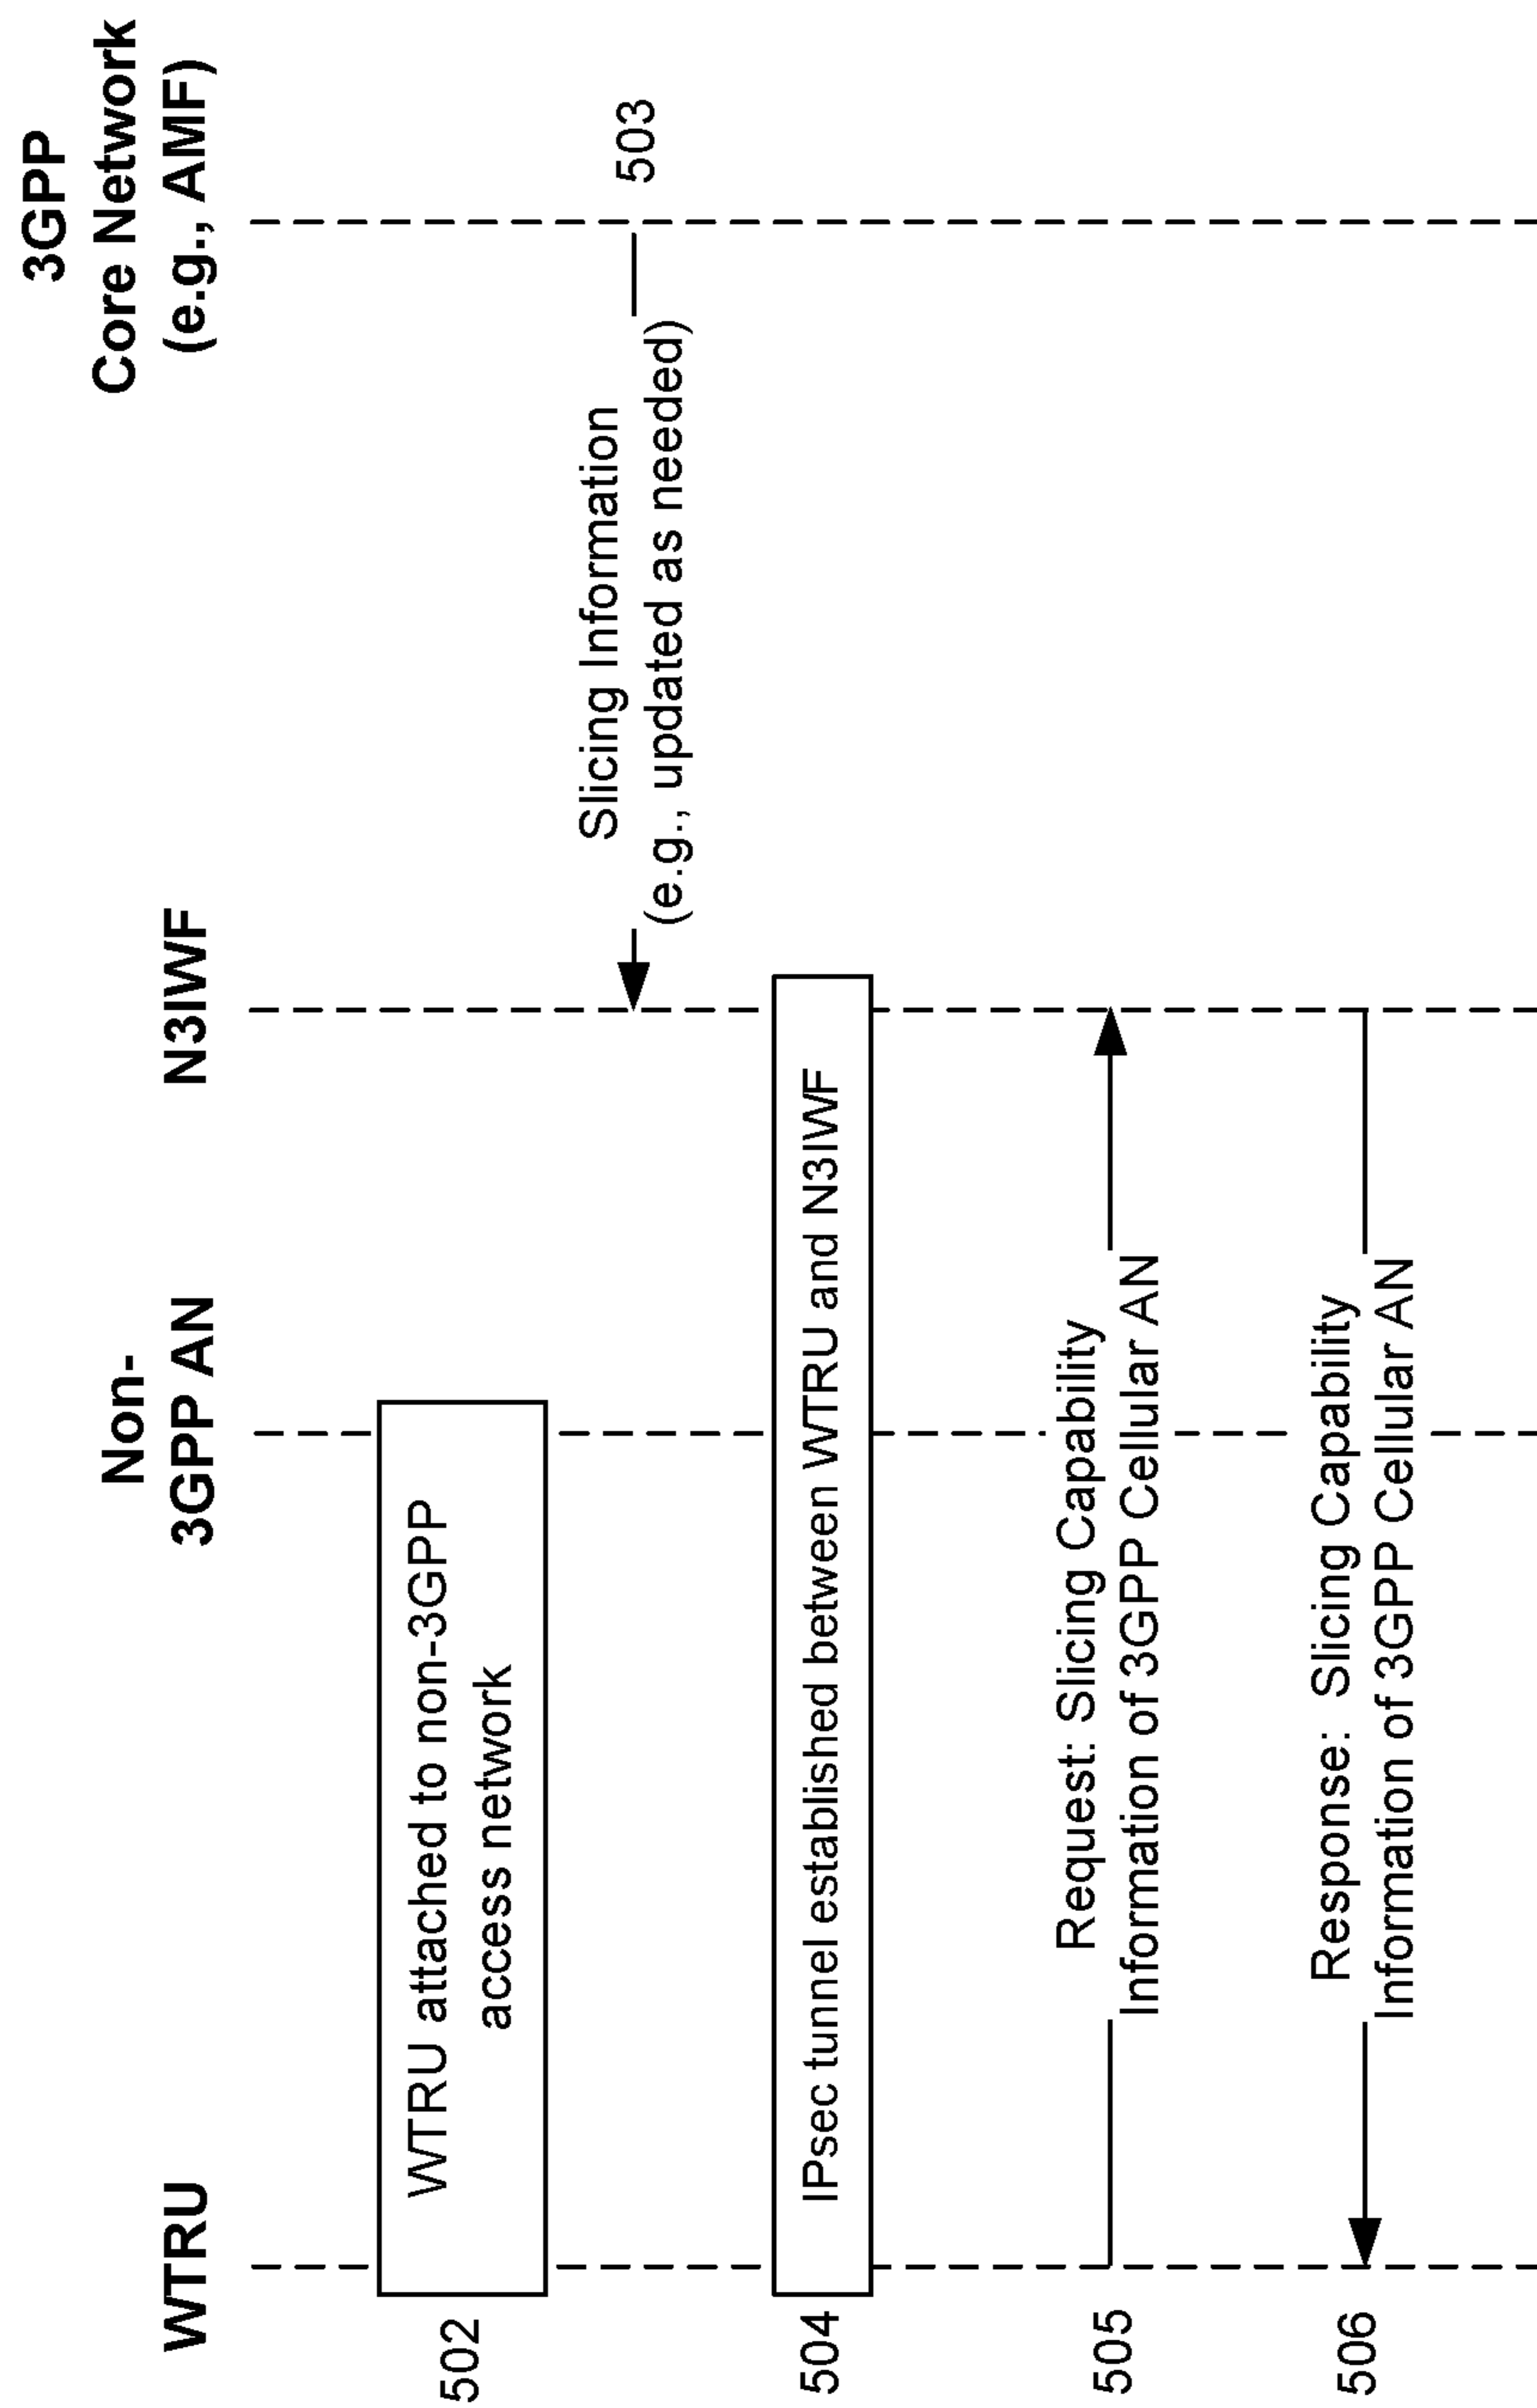 WTRU
Non-
3GPP AN
N3IWF
3GPP
Core Network
(e.g., AMF)
502
WTRU attached to non-3GPP
access network
Slicing Information
(e.g., updated as needed)
503
504
IPsec tunnel established between WTRU and N3IWF
505
Request: Slicing Capability
Information of 3GPP Cellular AN
506
Response: Slicing Capability
Information of 3GPP Cellular AN